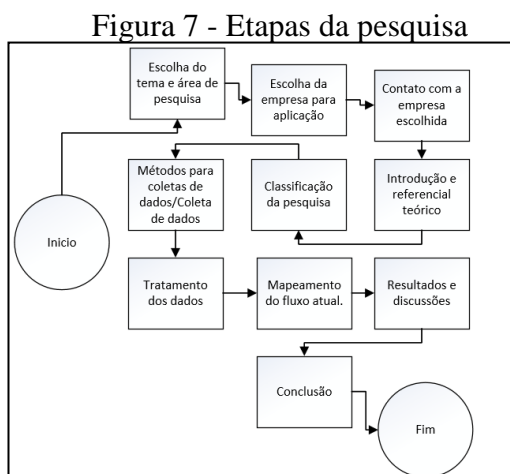 Figura 7 - Etapas da pesquisa
Escolha do
tema e área de
pesquisa
Escolha da
empresa para
aplicação
Contato com a
empresa
escolhida
Introdução e
referencial
teórico
Classificação
da pesquisa
Métodos para
coletas de
dados/Coleta
de dados
Inicio
Tratamento
dos dados
Mapeamento
do fluxo atual.
Resultados e
discussões
Conclusão
Fim